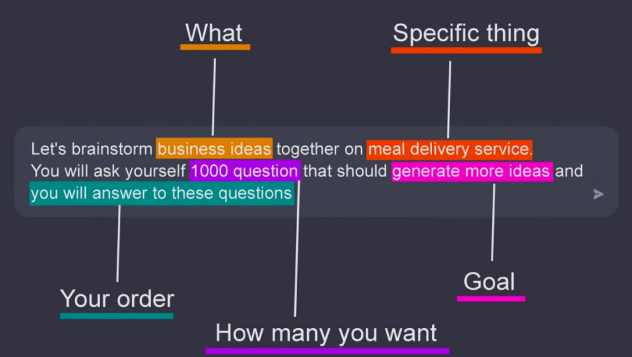 What
Specific thing
Let's brainstorm business ideas together on meal delivery service.
You will ask yourself 1000 question that should generate more ideas and
you will answer to these questions
Your order
Goal
How many you want